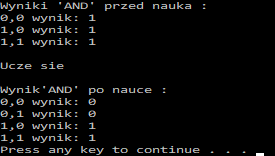 Wyniki 'AND' przed nauka :
0,0 wynik: 1
1,0 wynik: 1
1,1 wynik: 1
Ucze sie
Wynik'AND' po nauce :
0,0 wynik: 0
0,1 wynik: 0
1,0 wynik: 1
1,1 wynik: 1
Press any key to continue . . .